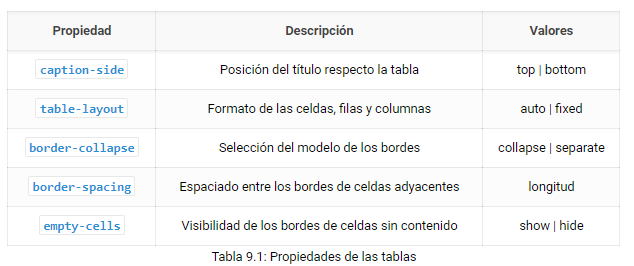 Propiedad Descripción Valores
caption-side Posición del título respecto la tabla top | bottom
table-layout Formato de las celdas, filas y columnas auto | fixed
border-collapse Selección del modelo de los bordes collapse | separate
border-spacing Espaciado entre los bordes de celdas adyacentes longitud
empty-cells Visibilidad de los bordes de celdas sin contenido show | hide
Tabla 9.1: Propiedades de las tablas